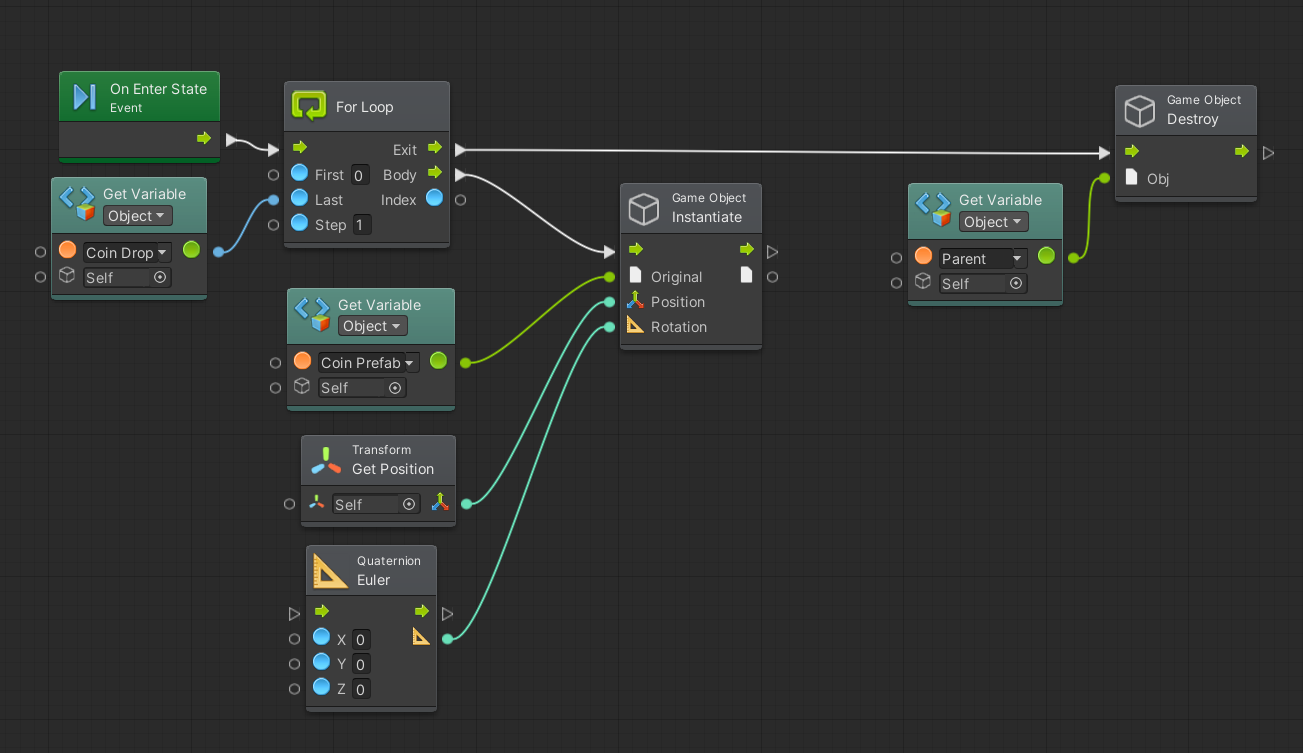 On Enter State
Event
For Loop
Exit
First 0 Body
Last Index
Step 1
Get Variable
Object
Coin Drop
Self
Get Variable
Object
Coin Prefab
Self
Transform
Get Position
Self
Quaternion
Euler
X 0
Y 0
Z 0
Game Object
Instantiate
Original
Position
Rotation
Get Variable
Object
Parent
Self
Game Object
Destroy
Obj